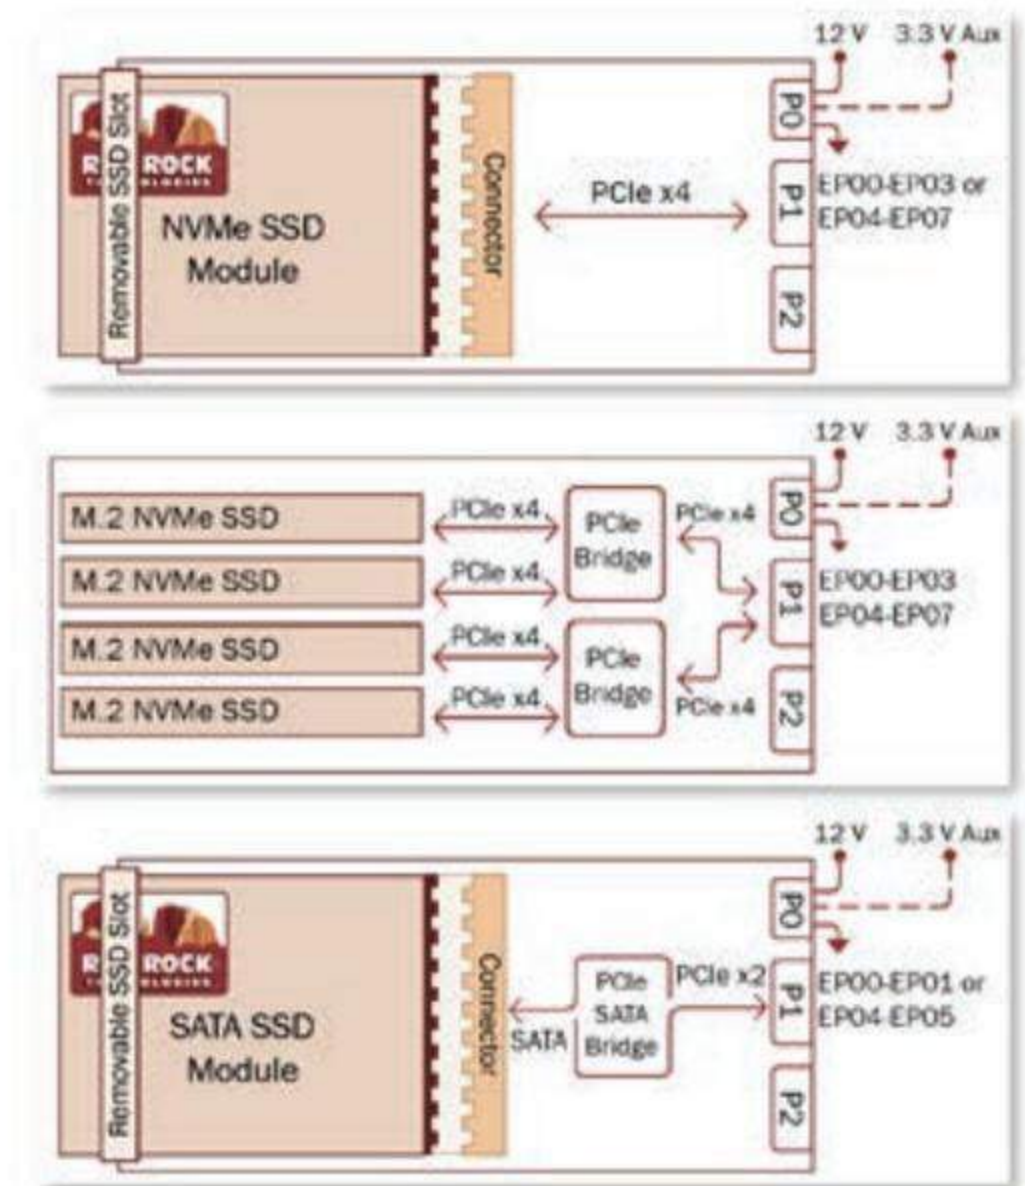 12 V 3.3 V Aux
Removable SSD Slot
ROCK
NVMe SSD
Module
Connector
PCIe x4
P0
P1
P2
EP00-EP03 or
EP04-EP07
12 V 3.3 V Aux
M.2 NVMe SSD
M.2 NVMe SSD
M.2 NVMe SSD
M.2 NVMe SSD
PCIe x4
PCIe x4
PCIe x4
PCIe x4
PCIe
Bridge
PCIe
Bridge
PCIe x4
PCIe x4
P0
P1
P2
EP00-EP03
EP04-EP07
12 V 3.3 V Aux
Removable SSD Slot
ROCK
SATA SSD
Module
Connector
SATA
PCIe
SATA
Bridge
PCIe x2
P0
P1
P2
EP00-EP01 or
EP04-EP05